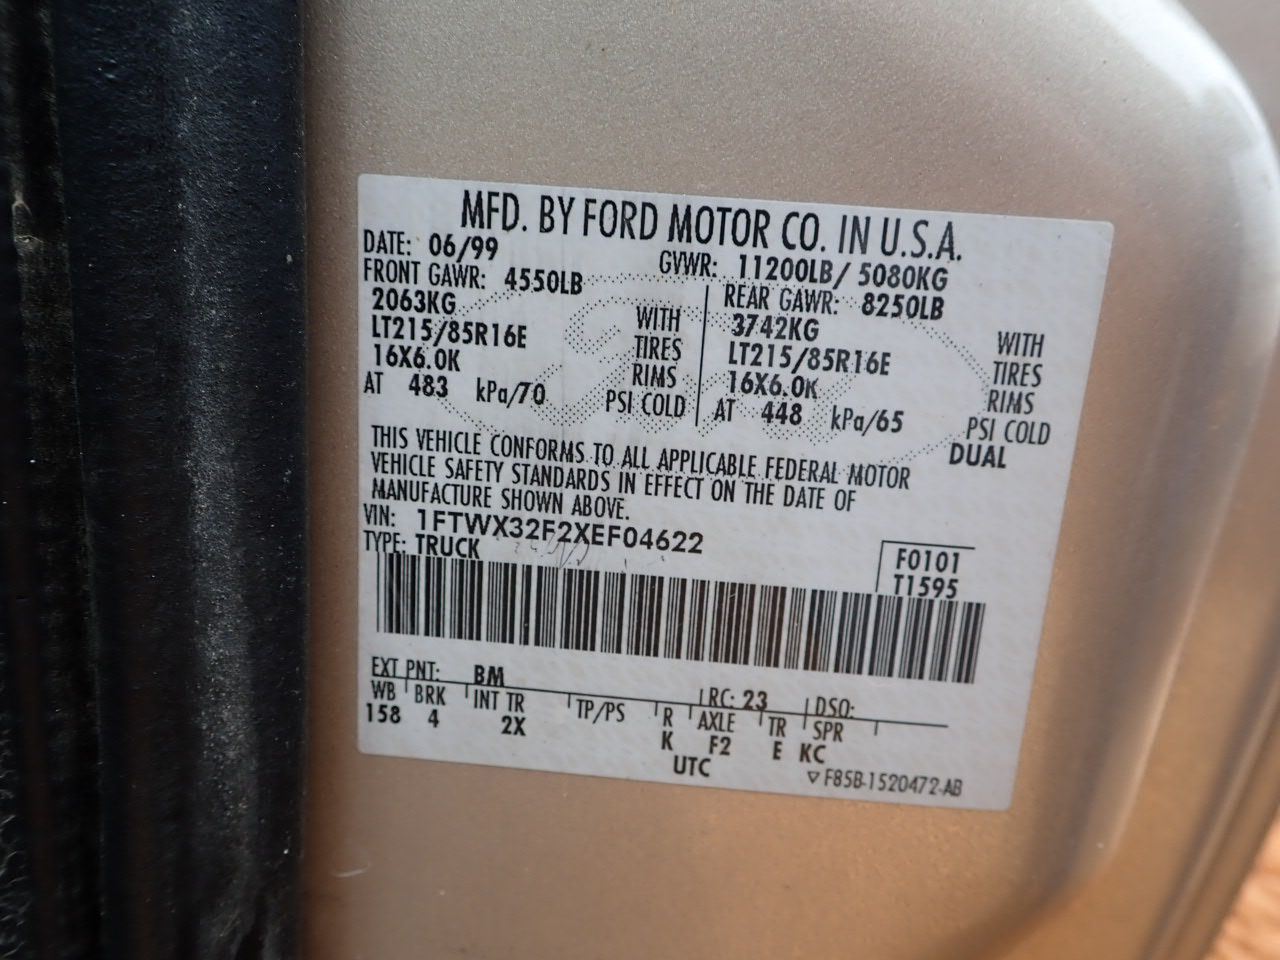 MFD. BY FORD MOTOR CO. IN U.S.A.
DATE: 06/99 GVWR: 11200LB/ 5080KG
FRONT GAWR: 4550LB REAR GAWR: 8250LB
2063KG WITH 3742KG WITH
LT215/85R16E TIRES LT215/85R16E TIRES
16X6.0K RIMS 16X6.0K RIMS
AT 483 kPa/70 PSI COLD AT 448 kPa/65 PSI COLD
DUAL
THIS VEHICLE CONFORMS TO ALL APPLICABLE FEDERAL MOTOR
VEHICLE SAFETY STANDARDS IN EFFECT ON THE DATE OF
MANUFACTURE SHOWN ABOVE.
VIN: 1FTWX32F2XEF04622
TYPE: TRUCK F0101
T1595
EXT PNT: BM RC: 23 DSO:
WB BRK INT TR TP/PS R AXLE TR SPR
158 4 2X K F2 E KC
UTC
▽ F85B-1520472-AB